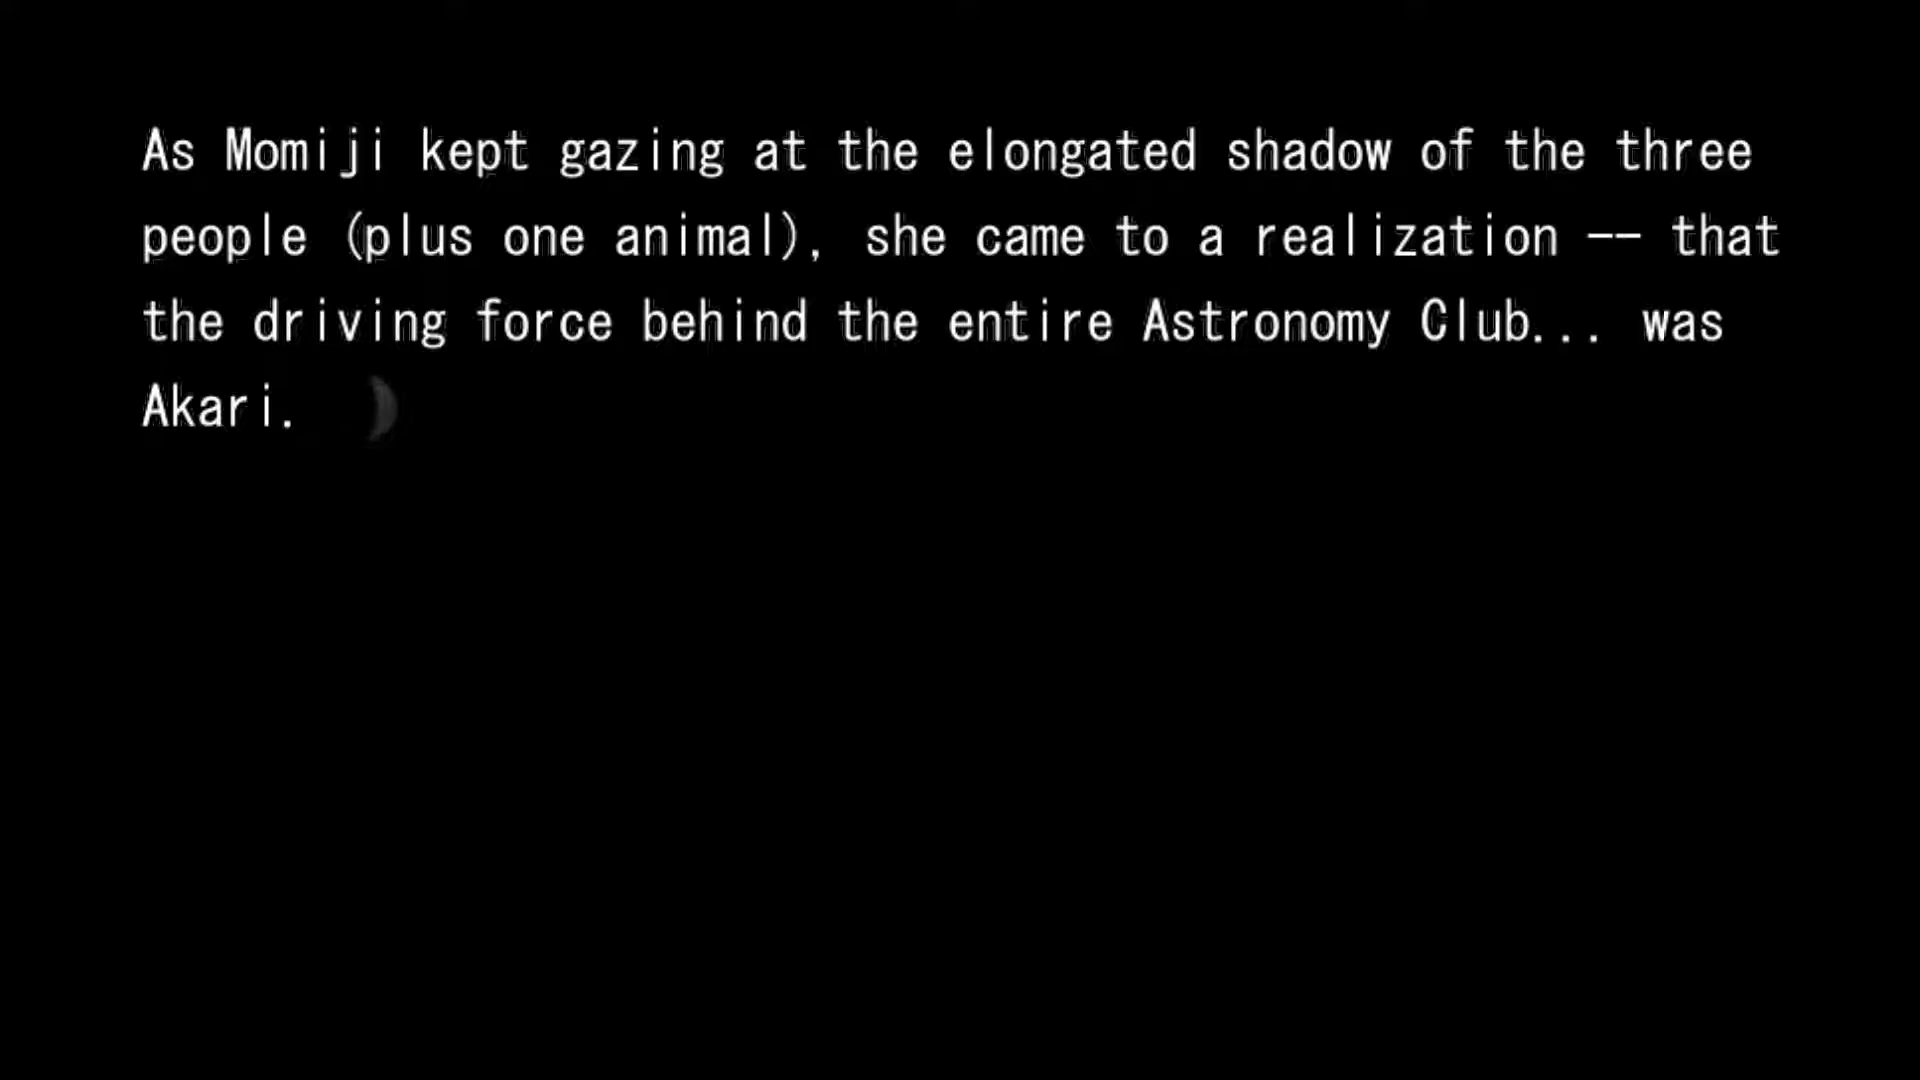 As Momiji kept gazing at the elongated shadow of the three
people (plus one animal), she came to a realization -- that
the driving force behind the entire Astronomy Club... was
Akari.